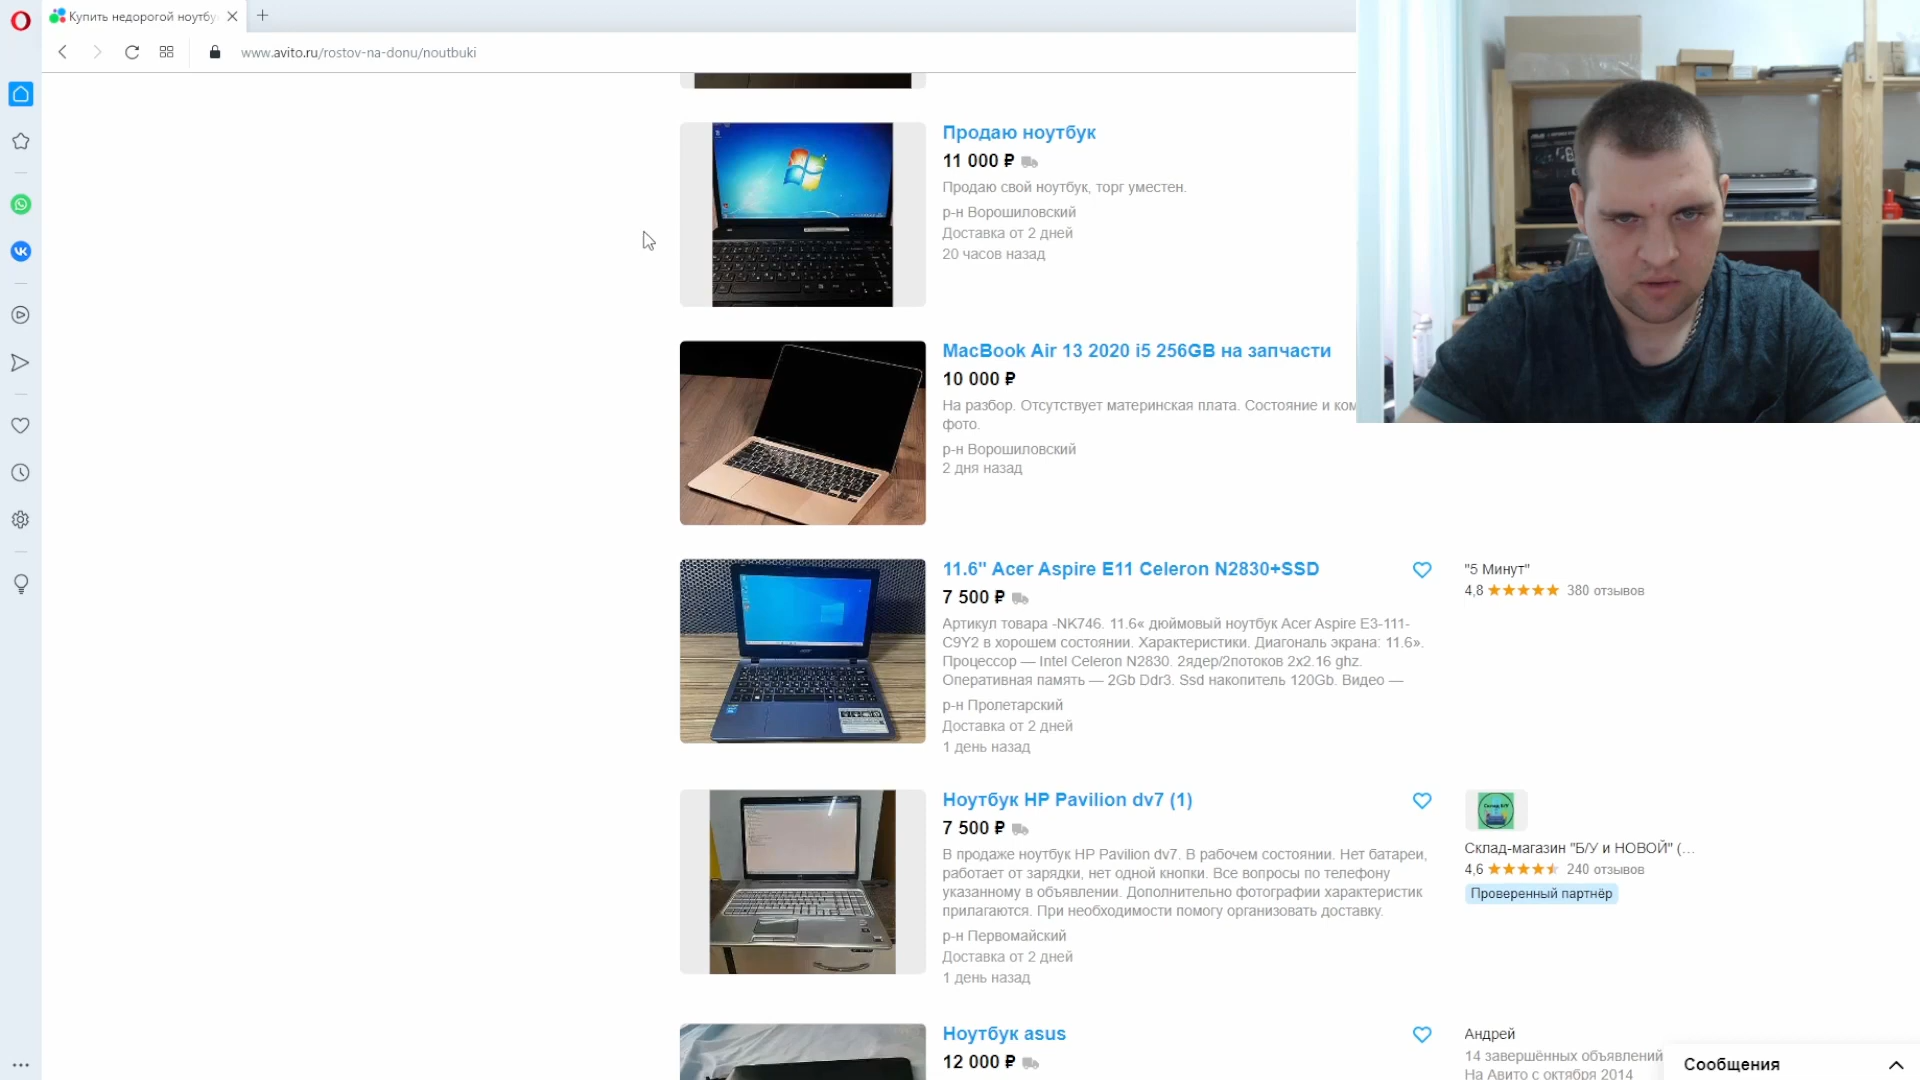 Купить недорогой ноутбу
www.avito.ru/rostov-na-donu/noutbuki
Продаю ноутбук
11 000 ₽
Продаю свой ноутбук, торг уместен.
р-н Ворошиловский
Доставка от 2 дней
20 часов назад
MacBook Air 13 2020 i5 256GB на запчасти
10 000 ₽
На разбор. Отсутствует материнская плата. Состояние и ком
фото.
р-н Ворошиловский
2 дня назад
11.6" Acer Aspire E11 Celeron N2830+SSD
7 500 ₽
Артикул товара -NK746. 11.6« дюймовый ноутбук Acer Aspire E3-111-
C9Y2 в хорошем состоянии. Характеристики. Диагональ экрана: 11.6».
Процессор — Intel Celeron N2830. 2ядер/2потоков 2x2.16 ghz.
Оперативная память — 2Gb Ddr3. Ssd накопитель 120Gb. Видео —
р-н Пролетарский
Доставка от 2 дней
1 день назад
"5 Минут"
4,8 380 отзывов
Ноутбук HP Pavilion dv7 (1)
7 500 ₽
В продаже ноутбук HP Pavilion dv7. В рабочем состоянии. Нет батареи,
работает от зарядки, нет одной кнопки. Все вопросы по телефону
указанному в объявлении. Дополнительно фотографии характеристик
прилагаются. При необходимости помогу организовать доставку.
р-н Первомайский
Доставка от 2 дней
1 день назад
Склад-магазин "Б/У и НОВОЙ" (...
4,6 240 отзывов
Проверенный партнёр
Ноутбук asus
12 000 ₽
Андрей
14 завершённых объявлений
На Авито с октября 2014
Сообщения